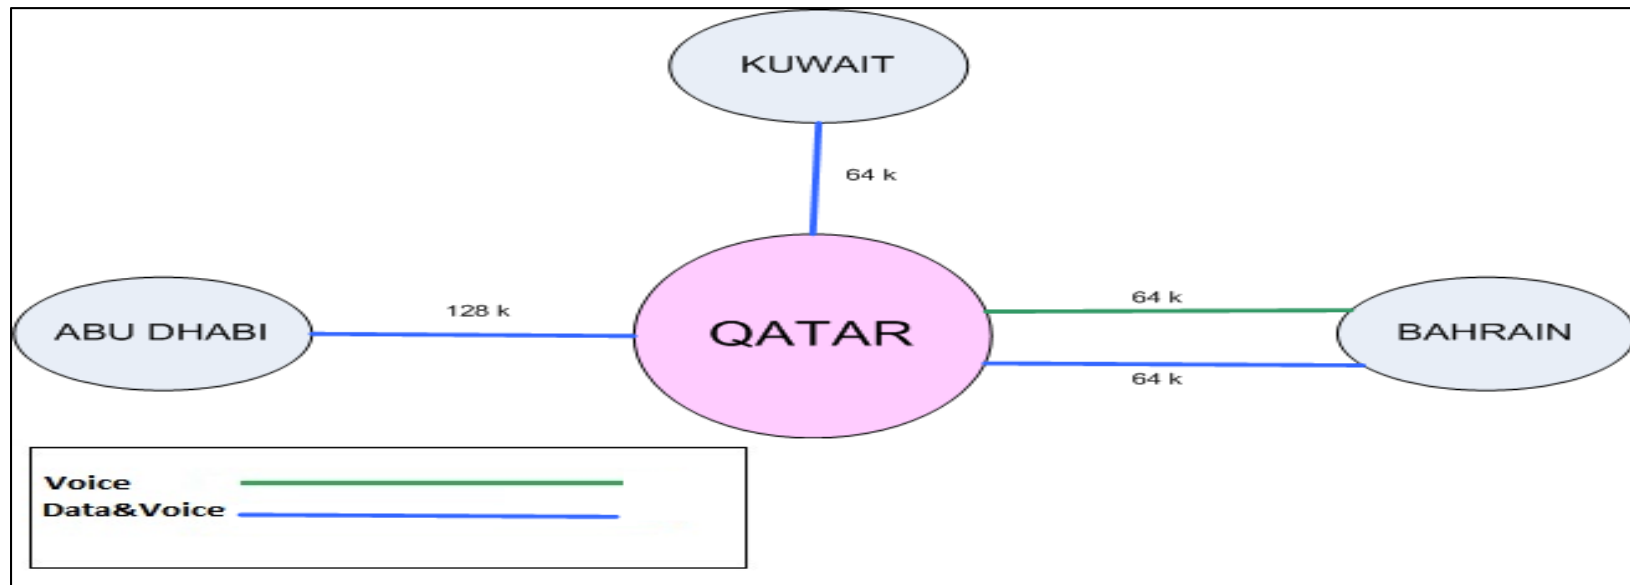 KUWAIT
64 k
ABU DHABI
128 k
QATAR
64 k
BAHRAIN
64 k
Voice
Data&Voice